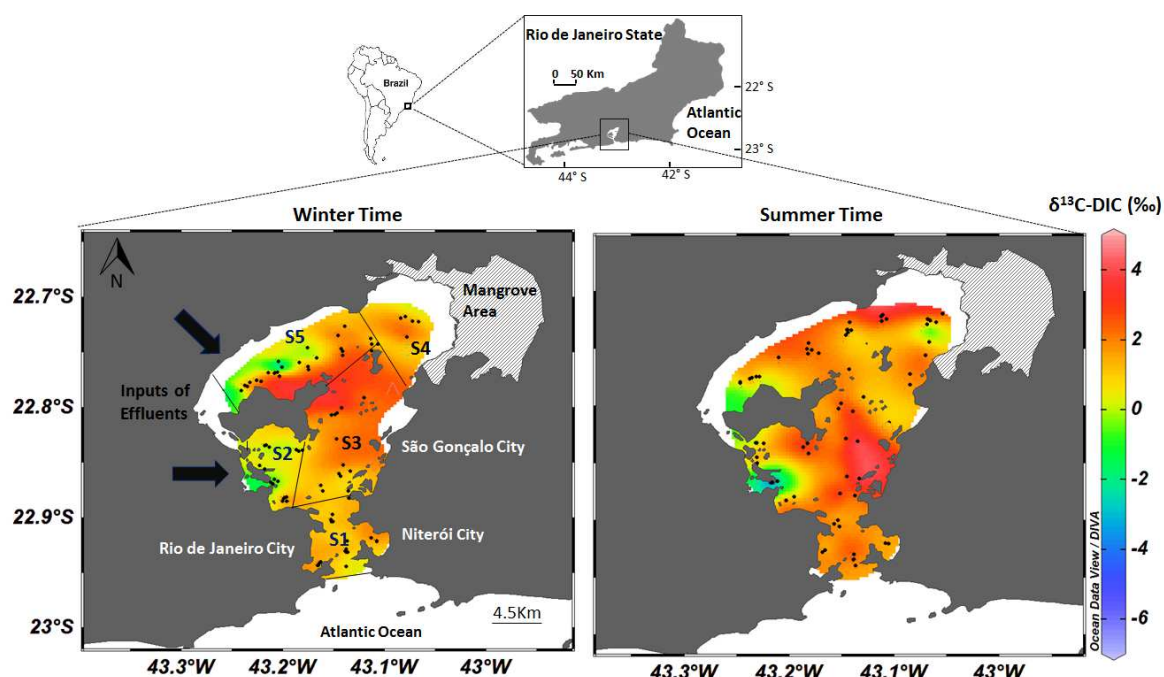 Rio de Janeiro State
Brazil
0 50 Km
Atlantic
Ocean
22° S
23° S
44° S
42° S
Winter Time
Summer Time
δ¹³C-DIC (‰)
N
22.7°S
22.8°S
22.9°S
23°S
Mangrove
Area
S5
S4
Inputs of
Effluents
S2
S3
São Gonçalo City
S1
Rio de Janeiro City
Niterói City
4.5Km
Atlantic Ocean
43.3°W 43.2°W 43.1°W 43°W
43.3°W 43.2°W 43.1°W 43°W
4
2
0
-2
-4
-6
Ocean Data View / DIVA